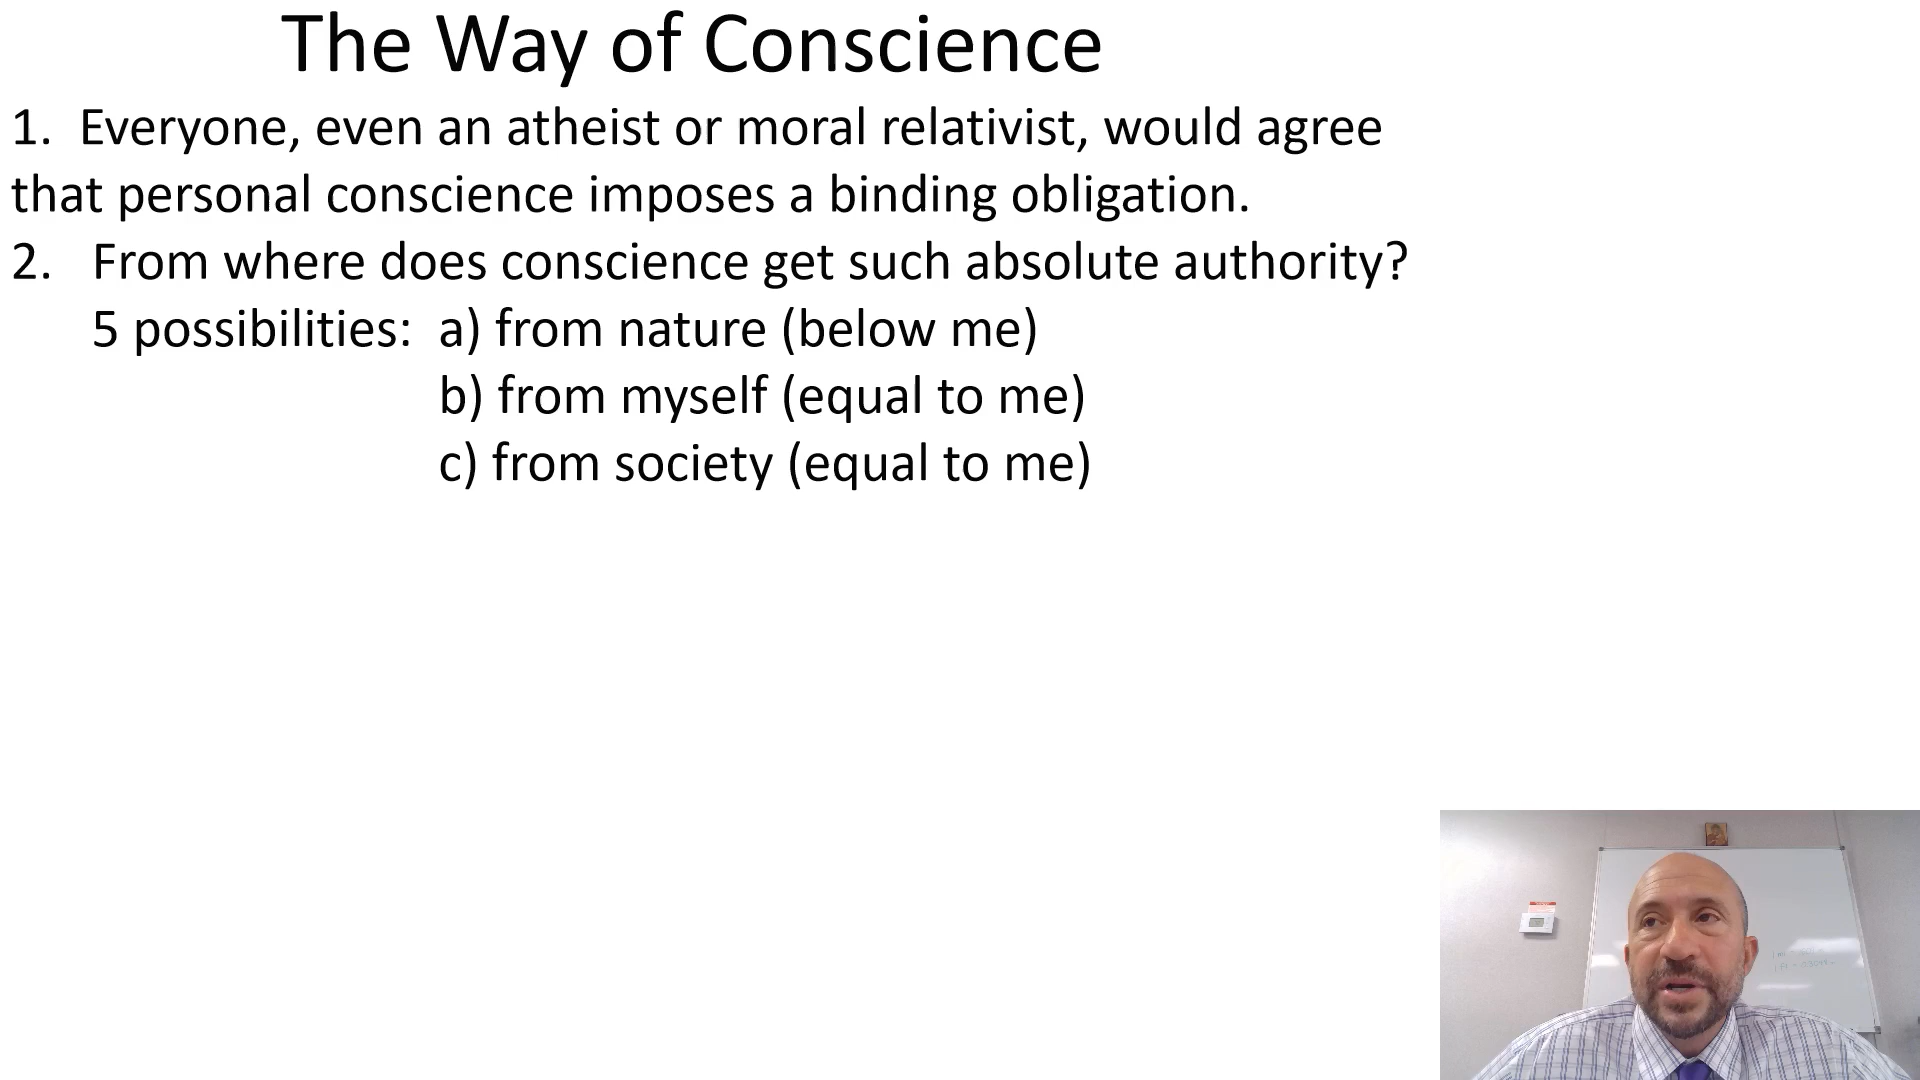 The Way of Conscience
1. Everyone, even an atheist or moral relativist, would agree
that personal conscience imposes a binding obligation.
2. From where does conscience get such absolute authority?
5 possibilities: a) from nature (below me)
b) from myself (equal to me)
c) from society (equal to me)